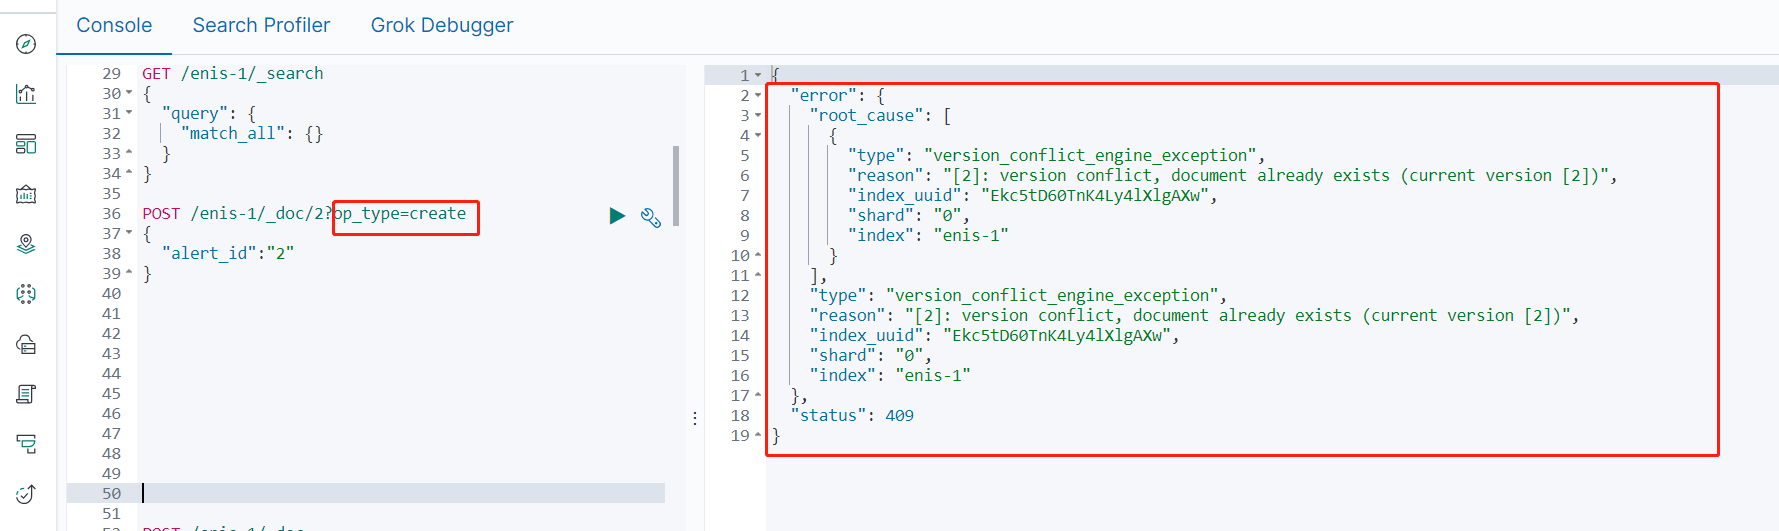 Console Search Profiler Grok Debugger
29 GET /enis-1/_search
30 {
31 "query": {
32 "match_all": {}
33 }
34 }
35
36 POST /enis-1/_doc/2?op_type=create
37 {
38 "alert_id":"2"
39 }
40
41
42
43
44
45
46
47
48
49
50
51
1 {
2 "error": {
3 "root_cause": [
4 {
5 "type": "version_conflict_engine_exception",
6 "reason": "[2]: version conflict, document already exists (current version [2])",
7 "index_uuid": "Ekc5tD60TnK4Ly4lXlgAXw",
8 "shard": "0",
9 "index": "enis-1"
10 }
11 ],
12 "type": "version_conflict_engine_exception",
13 "reason": "[2]: version conflict, document already exists (current version [2])",
14 "index_uuid": "Ekc5tD60TnK4Ly4lXlgAXw",
15 "shard": "0",
16 "index": "enis-1"
17 },
18 "status": 409
19 }